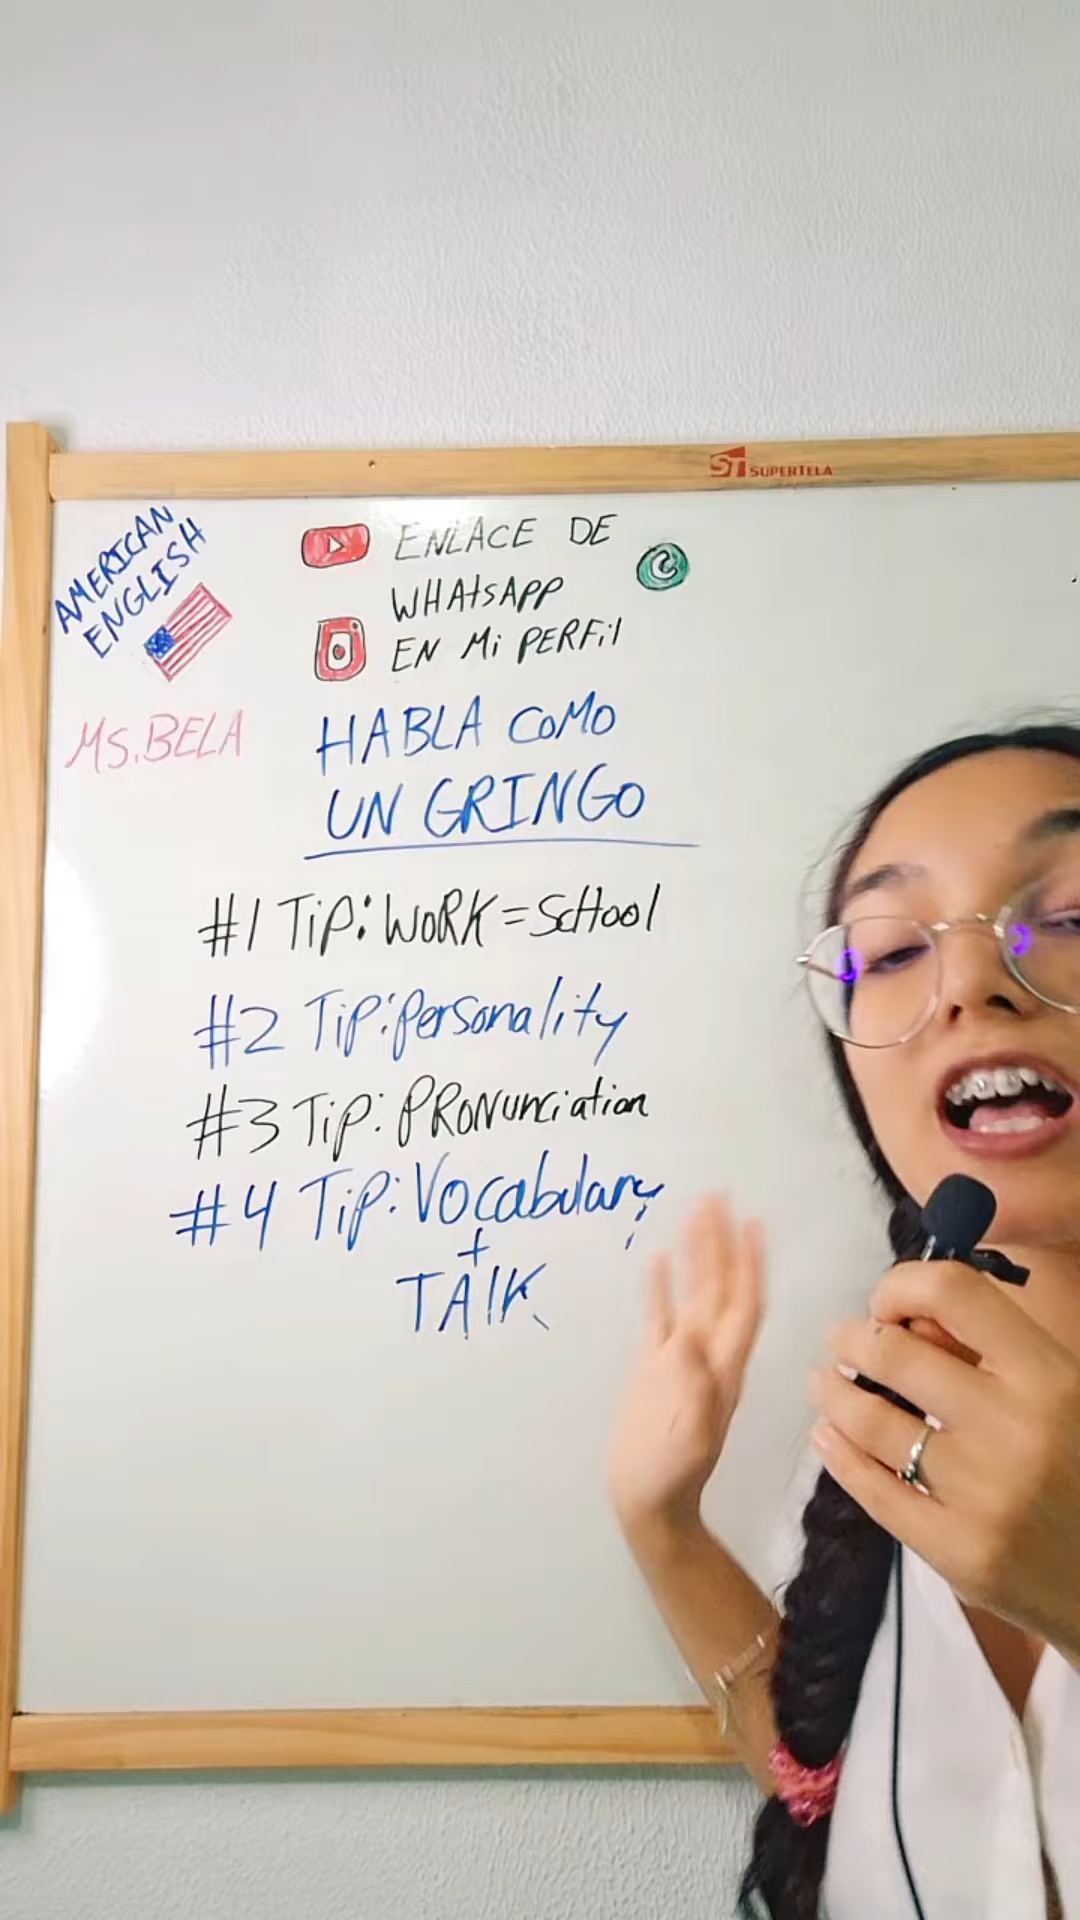 ST SUPERTELA
AMERICAN
ENGLISH
ENLACE DE
WHAtSAPP
EN Mi PERFil
MS.BELA
HABLA CoMO
UN GRINGO
#1 TiP: WORK = SCHool
#2 TiP: Personality
#3 TiP: PRONunciation
#4 TiP: Vocabulary
+
TAlK